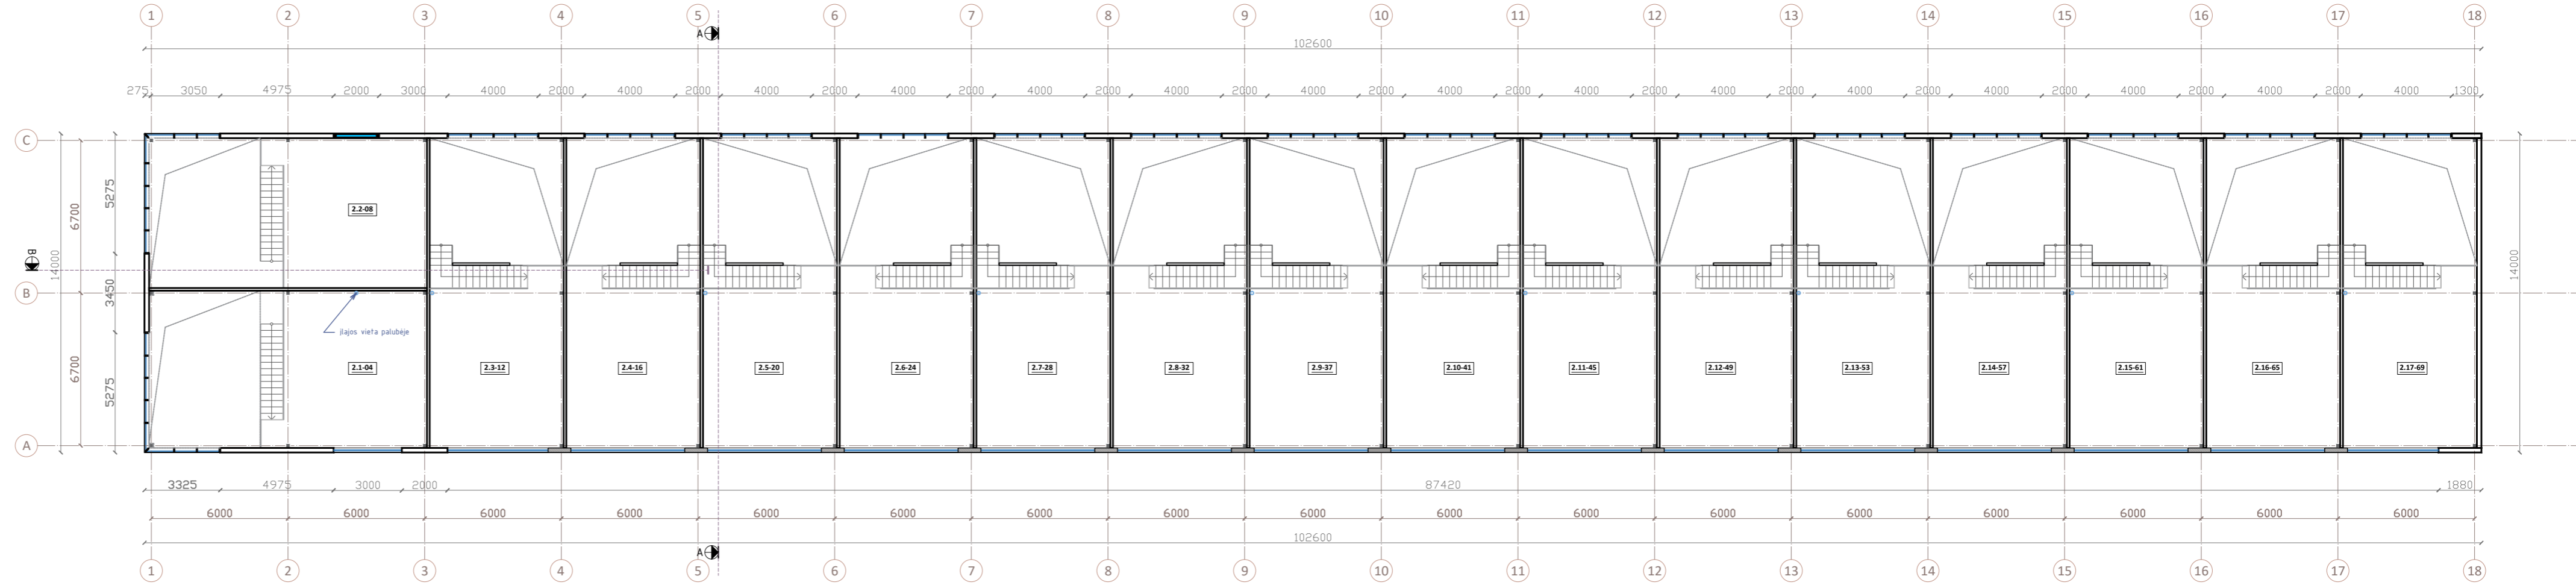 1 2 3 4 5 6 7 8 9 10 11 12 13 14 15 16 17 18
A
102600
275 3050 4975 2000 3000 4000 2000 4000 2000 4000 2000 4000 2000 4000 2000 4000 2000 4000 2000 4000 2000 4000 2000 4000 2000 4000 2000 4000 2000 4000 2000 4000 2000 4000 1300
C
5275
6700
2.2-08
B
14000
14000
3450
B
įlajos vieta palubėje
6700
5275
2.1-04 2.3-12 2.4-16 2.5-20 2.6-24 2.7-28 2.8-32 2.9-37 2.10-41 2.11-45 2.12-49 2.13-53 2.14-57 2.15-61 2.16-65 2.17-69
A
3325 4975 3000 2000 87420 1880
6000 6000 6000 6000 6000 6000 6000 6000 6000 6000 6000 6000 6000 6000 6000 6000 6000
102600
A
1 2 3 4 5 6 7 8 9 10 11 12 13 14 15 16 17 18